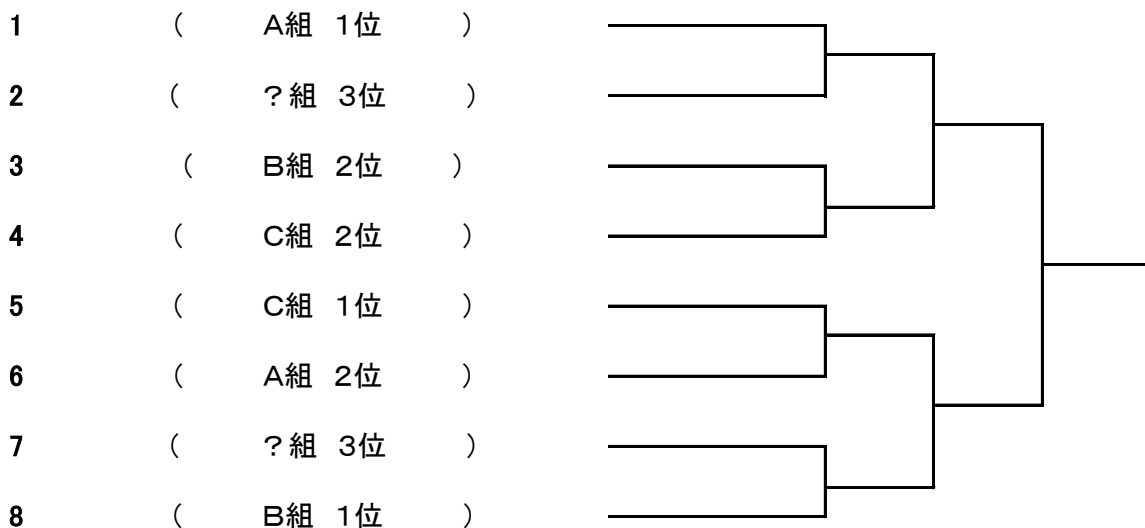 1 ( A組 1位 )
2 ( ?組 3位 )
3 ( B組 2位 )
4 ( C組 2位 )
5 ( C組 1位 )
6 ( A組 2位 )
7 ( ?組 3位 )
8 ( B組 1位 )